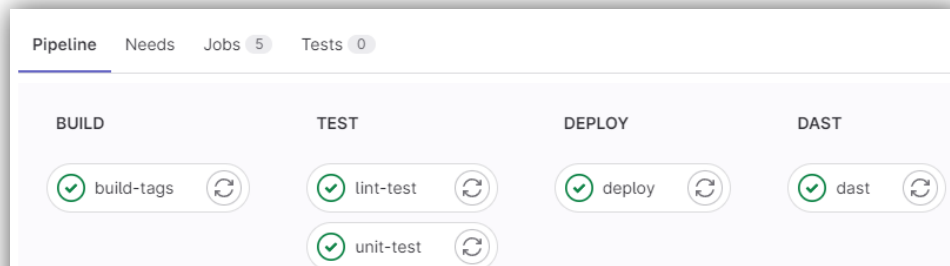 Pipeline Needs Jobs 5 Tests 0
BUILD TEST DEPLOY DAST
build-tags lint-test deploy dast
unit-test